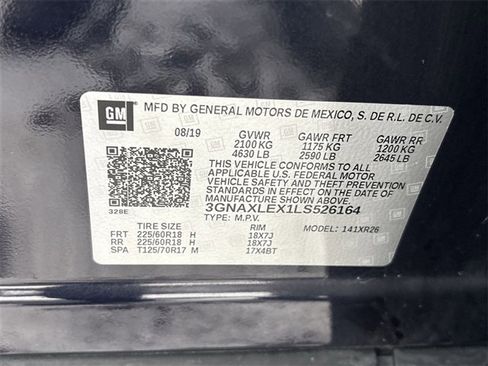 GM
MFD BY GENERAL MOTORS DE MEXICO, S. DE R.L. DE C.V.
08/19 GVWR GAWR FRT GAWR RR
2100 KG 1175 KG 1200 KG
4630 LB 2590 LB 2645 LB
THIS VEHICLE CONFORMS TO ALL
APPLICABLE U.S. FEDERAL MOTOR
VEHICLE SAFETY AND THEFT PREVENTION
STANDARDS IN EFFECT ON THE DATE OF
MANUFACTURE SHOWN ABOVE.
3GNAXLEX1LS526164
328E TYPE: M.P.V.
TIRE SIZE RIM MODEL: 141XR26
FRT 225/60R18 H 18X7J
RR 225/60R18 H 18X7J
SPA T125/70R17 M 17X4BT